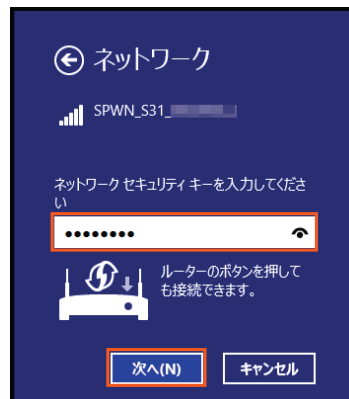 ネットワーク
SPWN_S31_
ネットワーク セキュリティ キーを入力してくださ
い
••••••••
ルーターのボタンを押して
も接続できます。
次へ(N)
キャンセル